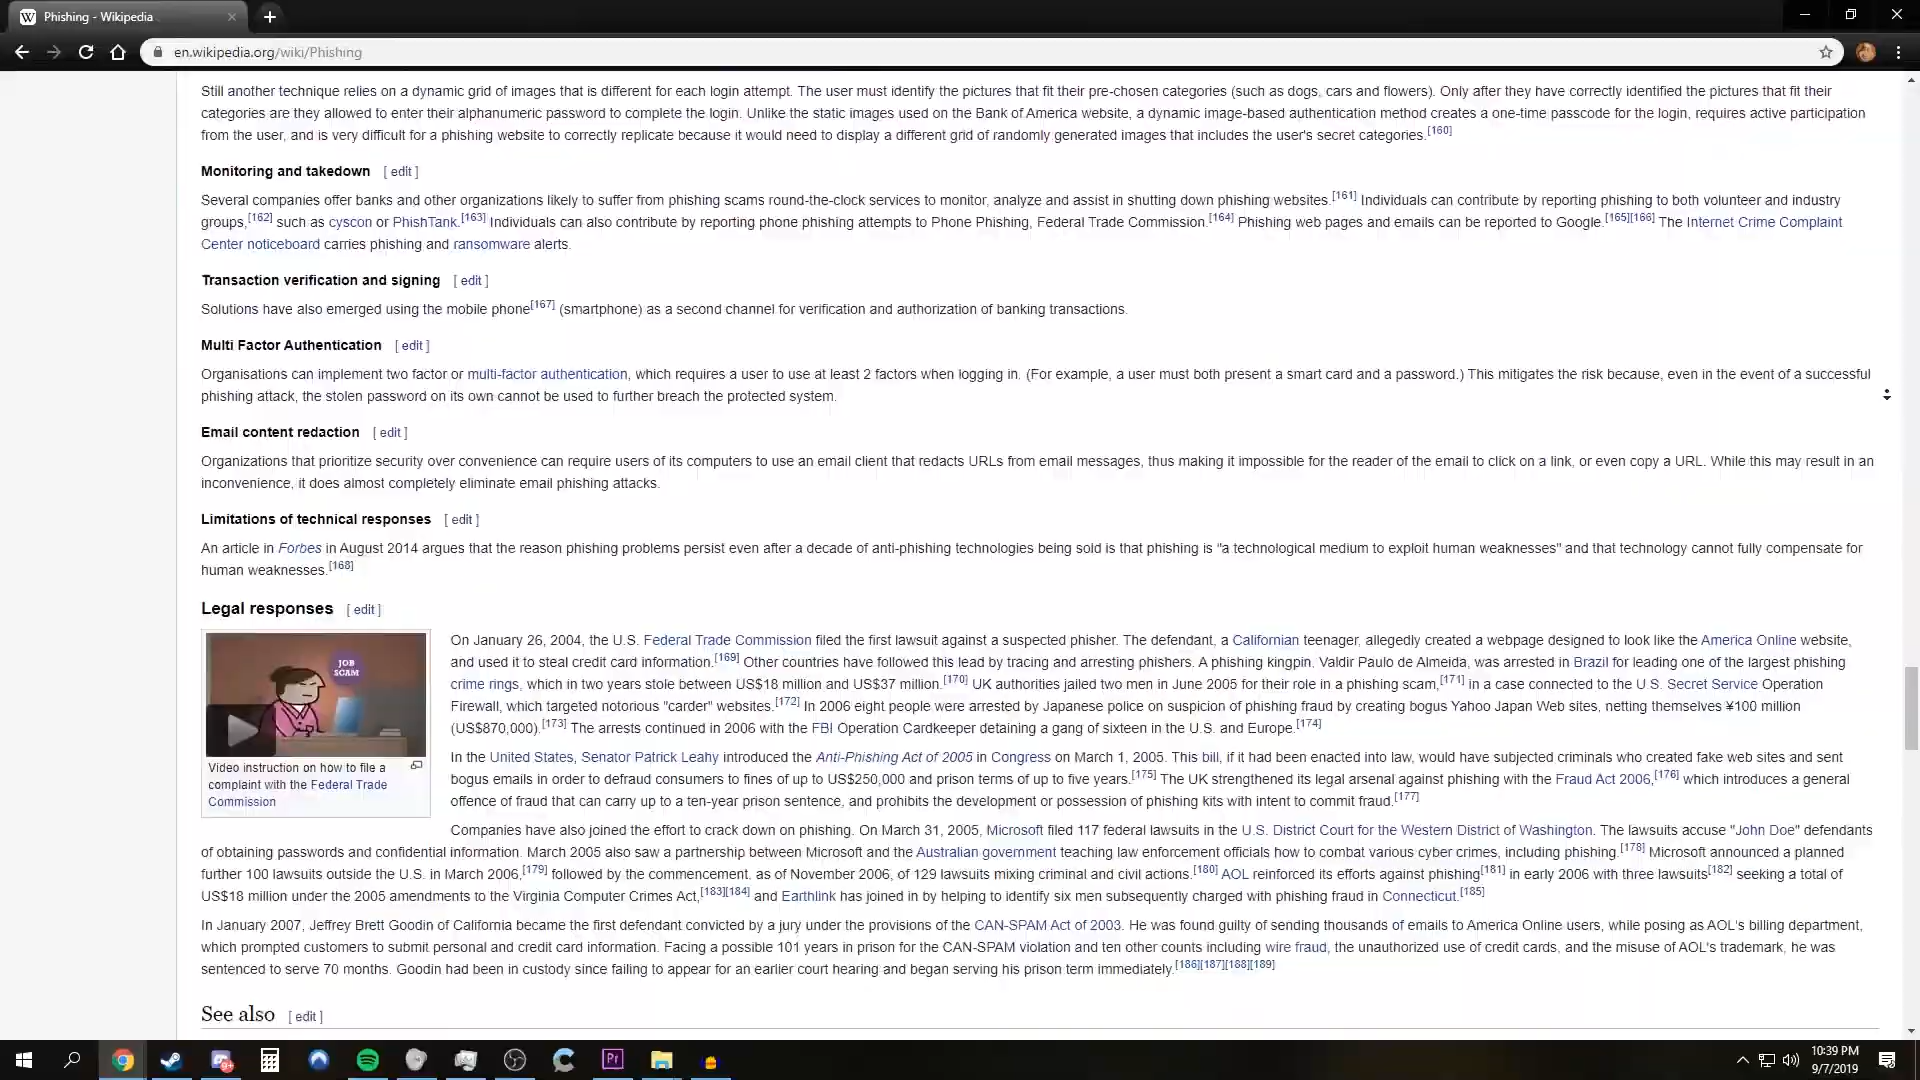 Phishing - Wikipedia
en.wikipedia.org/wiki/Phishing
Still another technique relies on a dynamic grid of images that is different for each login attempt. The user must identify the pictures that fit their pre-chosen categories (such as dogs, cars and flowers). Only after they have correctly identified the pictures that fit their
categories are they allowed to enter their alphanumeric password to complete the login. Unlike the static images used on the Bank of America website, a dynamic image-based authentication method creates a one-time passcode for the login, requires active participation
from the user, and is very difficult for a phishing website to correctly replicate because it would need to display a different grid of randomly generated images that includes the user's secret categories.[160]
Monitoring and takedown [ edit ]
Several companies offer banks and other organizations likely to suffer from phishing scams round-the-clock services to monitor, analyze and assist in shutting down phishing websites.[161] Individuals can contribute by reporting phishing to both volunteer and industry
groups,[162] such as cyscon or PhishTank.[163] Individuals can also contribute by reporting phone phishing attempts to Phone Phishing, Federal Trade Commission.[164] Phishing web pages and emails can be reported to Google.[165][166] The Internet Crime Complaint
Center noticeboard carries phishing and ransomware alerts.
Transaction verification and signing [ edit ]
Solutions have also emerged using the mobile phone[167] (smartphone) as a second channel for verification and authorization of banking transactions.
Multi Factor Authentication [ edit ]
Organisations can implement two factor or multi-factor authentication, which requires a user to use at least 2 factors when logging in. (For example, a user must both present a smart card and a password.) This mitigates the risk because, even in the event of a successful
phishing attack, the stolen password on its own cannot be used to further breach the protected system.
Email content redaction [ edit ]
Organizations that prioritize security over convenience can require users of its computers to use an email client that redacts URLs from email messages, thus making it impossible for the reader of the email to click on a link, or even copy a URL. While this may result in an
inconvenience, it does almost completely eliminate email phishing attacks.
Limitations of technical responses [ edit ]
An article in Forbes in August 2014 argues that the reason phishing problems persist even after a decade of anti-phishing technologies being sold is that phishing is "a technological medium to exploit human weaknesses" and that technology cannot fully compensate for
human weaknesses.[168]
Legal responses [ edit ]
JOB
SCAM
Video instruction on how to file a
complaint with the Federal Trade
Commission
On January 26, 2004, the U.S. Federal Trade Commission filed the first lawsuit against a suspected phisher. The defendant, a Californian teenager, allegedly created a webpage designed to look like the America Online website,
and used it to steal credit card information.[169] Other countries have followed this lead by tracing and arresting phishers. A phishing kingpin, Valdir Paulo de Almeida, was arrested in Brazil for leading one of the largest phishing
crime rings, which in two years stole between US$18 million and US$37 million.[170] UK authorities jailed two men in June 2005 for their role in a phishing scam,[171] in a case connected to the U.S. Secret Service Operation
Firewall, which targeted notorious "carder" websites.[172] In 2006 eight people were arrested by Japanese police on suspicion of phishing fraud by creating bogus Yahoo Japan Web sites, netting themselves ¥100 million
(US$870,000).[173] The arrests continued in 2006 with the FBI Operation Cardkeeper detaining a gang of sixteen in the U.S. and Europe.[174]
In the United States, Senator Patrick Leahy introduced the Anti-Phishing Act of 2005 in Congress on March 1, 2005. This bill, if it had been enacted into law, would have subjected criminals who created fake web sites and sent
bogus emails in order to defraud consumers to fines of up to US$250,000 and prison terms of up to five years.[175] The UK strengthened its legal arsenal against phishing with the Fraud Act 2006,[176] which introduces a general
offence of fraud that can carry up to a ten-year prison sentence, and prohibits the development or possession of phishing kits with intent to commit fraud.[177]
Companies have also joined the effort to crack down on phishing. On March 31, 2005, Microsoft filed 117 federal lawsuits in the U.S. District Court for the Western District of Washington. The lawsuits accuse "John Doe" defendants
of obtaining passwords and confidential information. March 2005 also saw a partnership between Microsoft and the Australian government teaching law enforcement officials how to combat various cyber crimes, including phishing.[178] Microsoft announced a planned
further 100 lawsuits outside the U.S. in March 2006,[179] followed by the commencement, as of November 2006, of 129 lawsuits mixing criminal and civil actions.[180] AOL reinforced its efforts against phishing[181] in early 2006 with three lawsuits[182] seeking a total of
US$18 million under the 2005 amendments to the Virginia Computer Crimes Act,[183][184] and Earthlink has joined in by helping to identify six men subsequently charged with phishing fraud in Connecticut.[185]
In January 2007, Jeffrey Brett Goodin of California became the first defendant convicted by a jury under the provisions of the CAN-SPAM Act of 2003. He was found guilty of sending thousands of emails to America Online users, while posing as AOL's billing department,
which prompted customers to submit personal and credit card information. Facing a possible 101 years in prison for the CAN-SPAM violation and ten other counts including wire fraud, the unauthorized use of credit cards, and the misuse of AOL's trademark, he was
sentenced to serve 70 months. Goodin had been in custody since failing to appear for an earlier court hearing and began serving his prison term immediately.[186][187][188][189]
See also [ edit ]
Pr
10:39 PM
9/7/2019